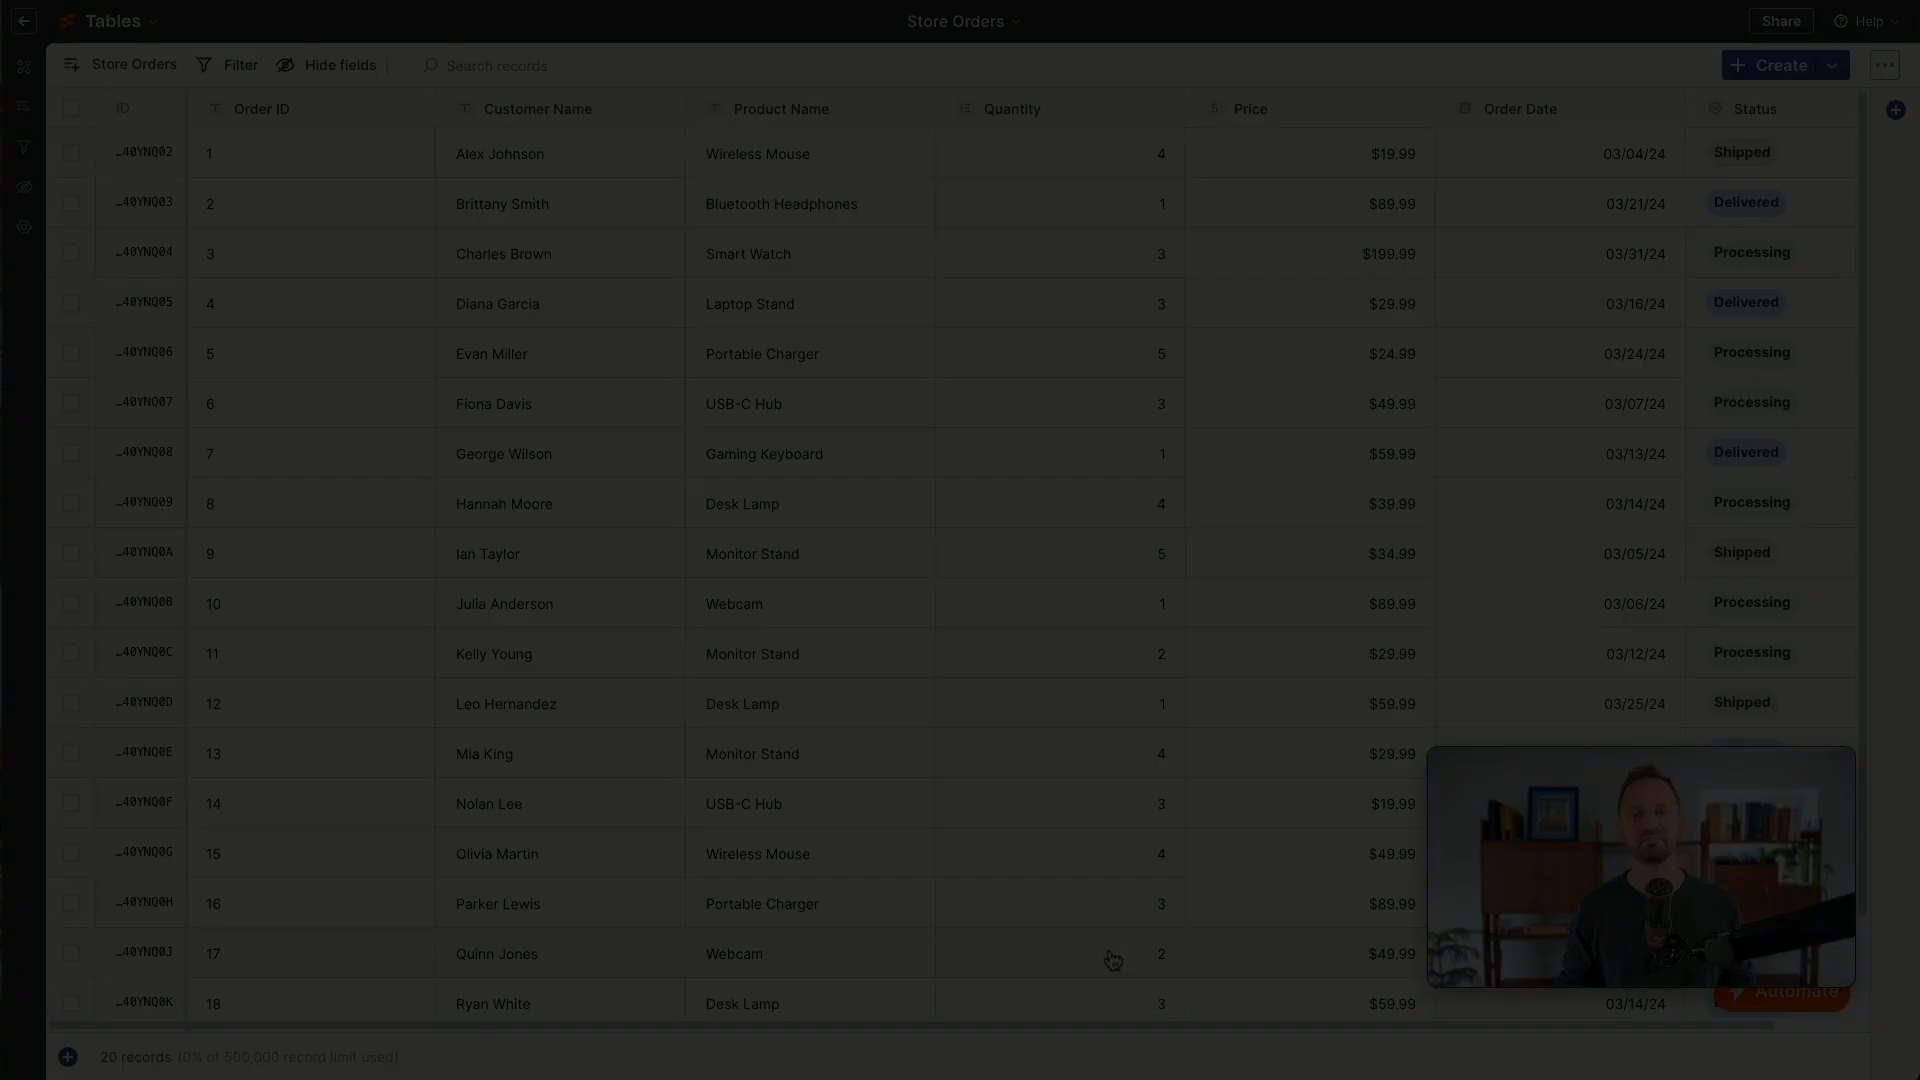 Tables
Store Orders
Share
Help
Store Orders Filter Hide fields Search records Create
ID Order ID Customer Name Product Name Quantity Price Order Date Status
…40YNQ02 1 Alex Johnson Wireless Mouse 4 $19.99 03/04/24 Shipped
…40YNQ03 2 Brittany Smith Bluetooth Headphones 1 $89.99 03/21/24 Delivered
…40YNQ04 3 Charles Brown Smart Watch 3 $199.99 03/31/24 Processing
…40YNQ05 4 Diana Garcia Laptop Stand 3 $29.99 03/16/24 Delivered
…40YNQ06 5 Evan Miller Portable Charger 5 $24.99 03/24/24 Processing
…40YNQ07 6 Fiona Davis USB-C Hub 3 $49.99 03/07/24 Processing
…40YNQ08 7 George Wilson Gaming Keyboard 1 $59.99 03/13/24 Delivered
…40YNQ09 8 Hannah Moore Desk Lamp 4 $39.99 03/14/24 Processing
…40YNQ0A 9 Ian Taylor Monitor Stand 5 $34.99 03/05/24 Shipped
…40YNQ0B 10 Julia Anderson Webcam 1 $89.99 03/06/24 Processing
…40YNQ0C 11 Kelly Young Monitor Stand 2 $29.99 03/12/24 Processing
…40YNQ0D 12 Leo Hernandez Desk Lamp 1 $59.99 03/25/24 Shipped
…40YNQ0E 13 Mia King Monitor Stand 4 $29.99
…40YNQ0F 14 Nolan Lee USB-C Hub 3 $19.99
…40YNQ0G 15 Olivia Martin Wireless Mouse 4 $49.99
…40YNQ0H 16 Parker Lewis Portable Charger 3 $89.99
…40YNQ0J 17 Quinn Jones Webcam 2 $49.99
…40YNQ0K 18 Ryan White Desk Lamp 3 $59.99 03/14/24
Automate
20 records (0% of 500,000 record limit used)